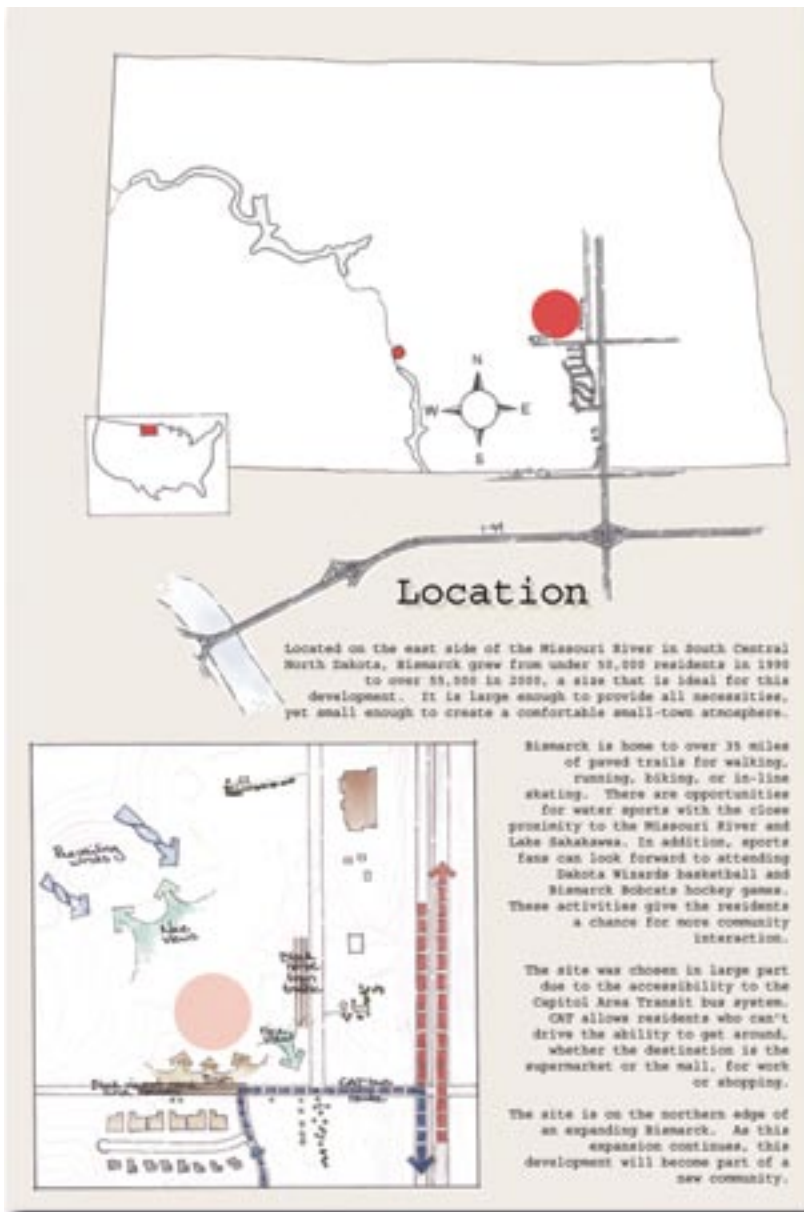 N
W E
S
I-94
Location
Located on the east side of the Missouri River in South Central
North Dakota, Bismarck grew from under 50,000 residents in 1990
to over 55,000 in 2000, a size that is ideal for this
development. It is large enough to provide all necessities,
yet small enough to create a comfortable small-town atmosphere.
Bismarck is home to over 35 miles
of paved trails for walking,
running, biking, or in-line
skating. There are opportunities
for water sports with the close
proximity to the Missouri River and
Lake Sakakawea. In addition, sports
fans can look forward to attending
Dakota Wizards basketball and
Bismarck Bobcats hockey games.
These activities give the residents
a chance for more community
interaction.
The site was chosen in large part
due to the accessibility to the
Capitol Area Transit bus system.
CAT allows residents who can't
drive the ability to get around,
whether the destination is the
supermarket or the mall, for work
or shopping.
The site is on the northern edge of
an expanding Bismarck. As this
expansion continues, this
development will become part of a
new community.
Prevailing
winds
Nice
views
Block
noise
from
CAT bus
route